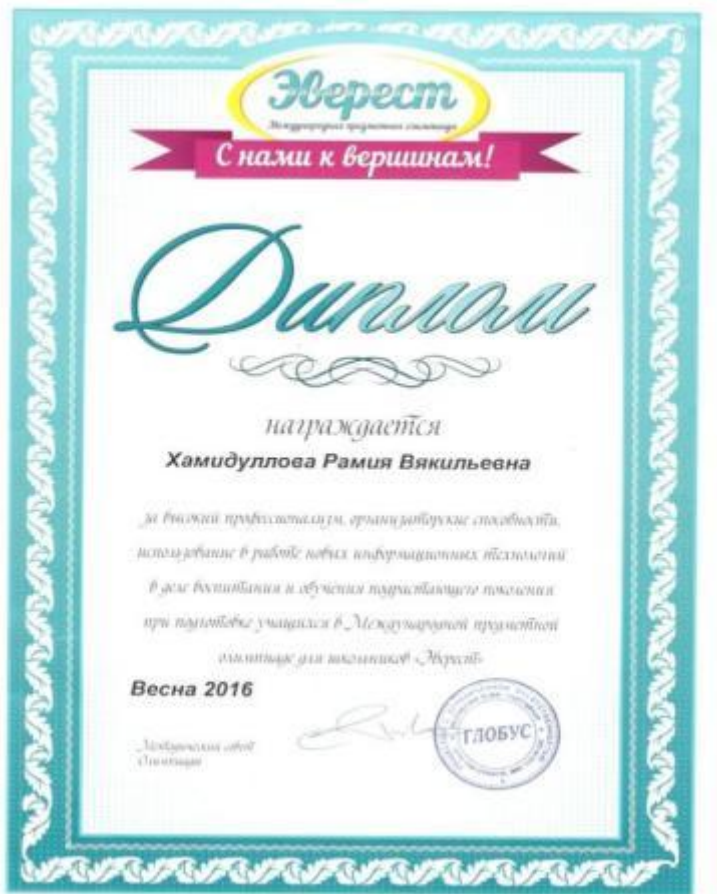 Эверест
Международная предметная олимпиада
С нами к вершинам!
Диплом
награждается
Хамидуллова Рамия Вякильевна
за высокий профессионализм, организаторские способности,
использование в работе новых информационных технологий
в деле воспитания и обучения подрастающего поколения
при подготовке учащихся в Международной предметной
олимпиаде для школьников «Эверест»
Весна 2016
ГЛОБУС
Методический совет
Олимпиады